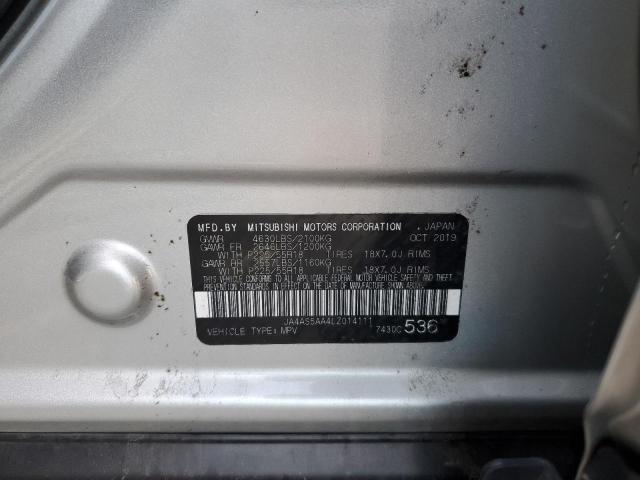 MFD.BY MITSUBISHI MOTORS CORPORATION . JAPAN
GVWR 4630LBS/2100KG OCT 2019
GAWR FR 2646LBS/1200KG
WITH P225/55R18 TIRES 18X7.0J RIMS
GAWR RR 2557LBS/1160KG
WITH P225/55R18 TIRES 18X7.0J RIMS
THIS VEHICLE CONFORMS TO ALL APPLICABLE FEDERAL MOTOR VEHICLE SAFETY AND THEFT
PREVENTION STANDARDS IN EFFECT ON THE DATE OF MANUFACTURE SHOWN ABOVE.
JA4AS5AA4LZ014111
VEHICLE TYPE: MPV 7430C 536